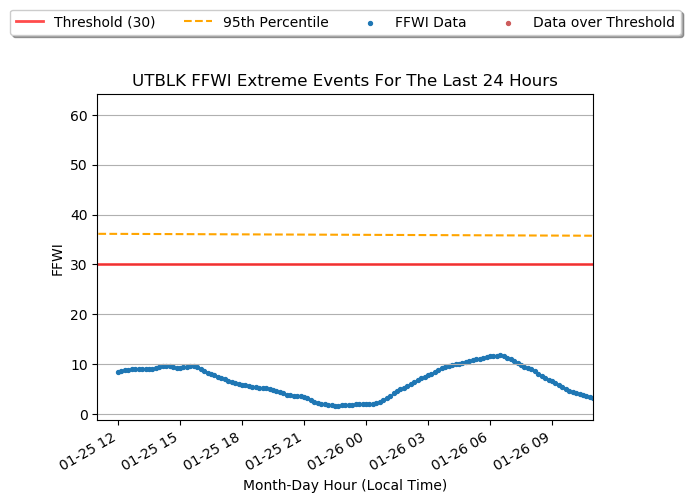 Threshold (30) 95th Percentile FFWI Data Data over Threshold
UTBLK FFWI Extreme Events For The Last 24 Hours
60
50
40
30
20
10
0
FFWI
01-25 12 01-25 15 01-25 18 01-25 21 01-26 00 01-26 03 01-26 06 01-26 09
Month-Day Hour (Local Time)